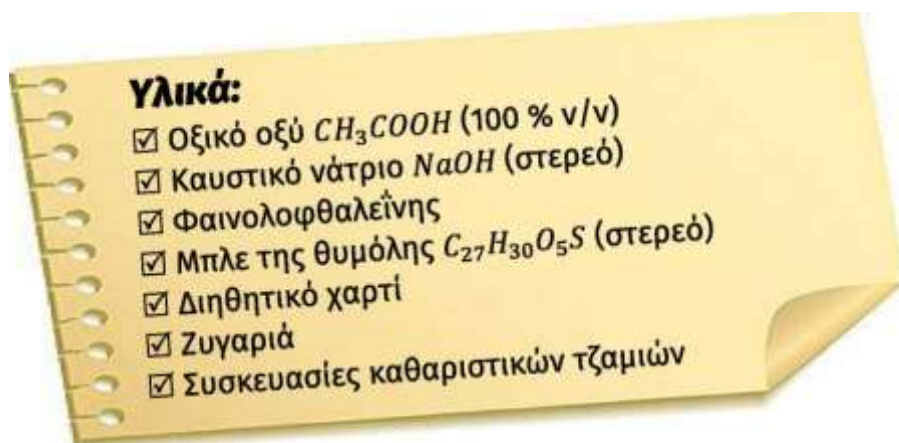 Υλικά:
☑ Οξικό οξύ CH₃COOH (100 % v/v)
☑ Καυστικό νάτριο NaOH (στερεό)
☑ Φαινολοφθαλεΐνης
☑ Μπλε της θυμόλης C₂₇H₃₀O₅S (στερεό)
☑ Διηθητικό χαρτί
☑ Ζυγαριά
☑ Συσκευασίες καθαριστικών τζαμιών